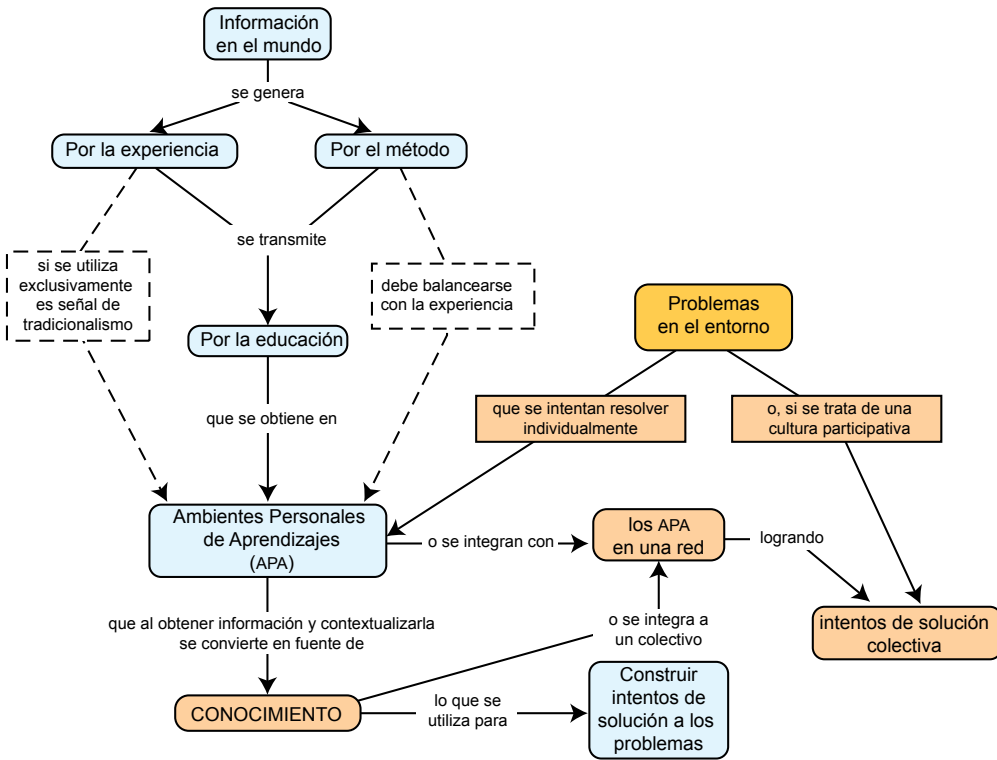 Información
en el mundo
se genera
Por la experiencia
Por el método
se transmite
si se utiliza
exclusivamente
es señal de
tradicionalismo
debe balancearse
con la experiencia
Problemas
en el entorno
Por la educación
que se obtiene en
que se intentan resolver
individualmente
o, si se trata de una
cultura participativa
Ambientes Personales
de Aprendizajes
(APA)
o se integran con
los APA
en una red
logrando
que al obtener información y contextualizarla
se convierte en fuente de
o se integra a
un colectivo
intentos de solución
colectiva
CONOCIMIENTO
lo que se
utiliza para
Construir
intentos de
solución a los
problemas